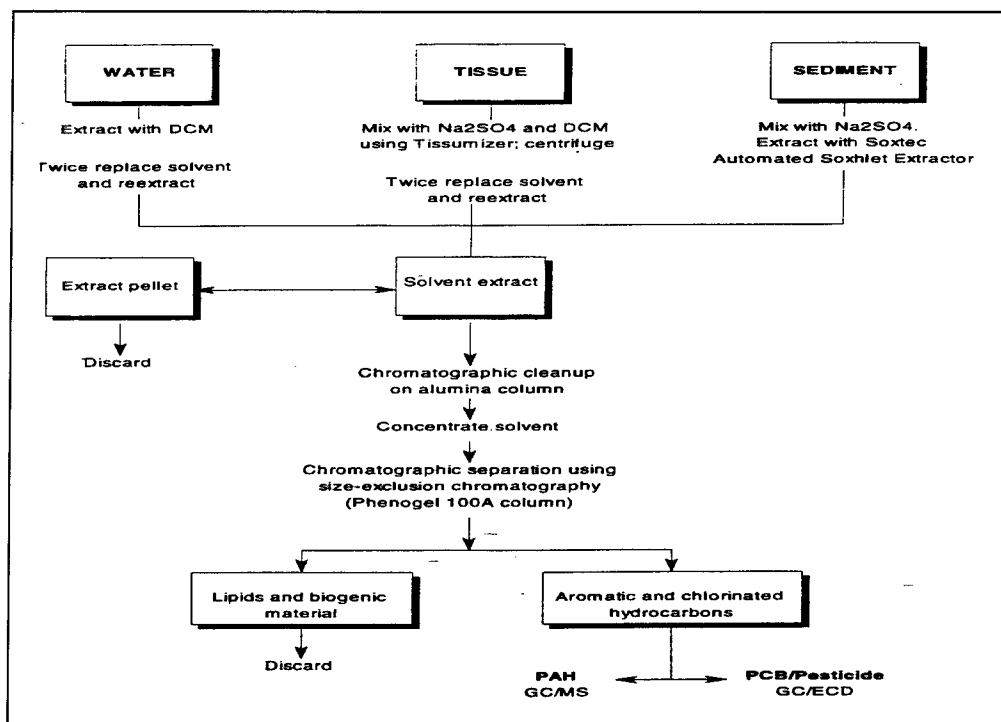 WATER
TISSUE
SEDIMENT
Extract with DCM
Mix with Na2SO4 and DCM
using Tissumizer; centrifuge
Mix with Na2SO4.
Extract with Soxtec
Automated Soxhlet Extractor
Twice replace solvent
and reextract
Twice replace solvent
and reextract
Extract pellet
Solvent extract
Discard
Chromatographic cleanup
on alumina column
Concentrate solvent
Chromatographic separation using
size-exclusion chromatography
(Phenogel 100A column)
Lipids and biogenic
material
Aromatic and chlorinated
hydrocarbons
Discard
PAH
GC/MS
PCB/Pesticide
GC/ECD